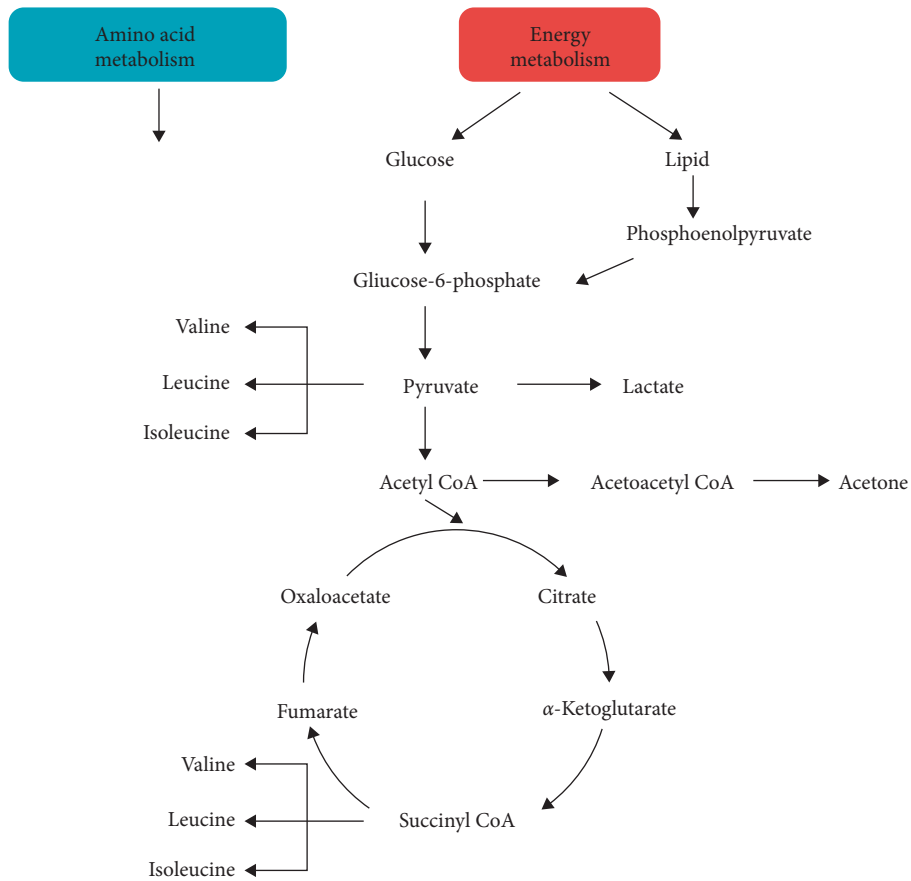 Amino acid
metabolism
Energy
metabolism
Glucose
Lipid
Phosphoenolpyruvate
Gliucose-6-phosphate
Valine
Leucine
Isoleucine
Pyruvate
Lactate
Acetyl CoA
Acetoacetyl CoA
Acetone
Oxaloacetate
Citrate
Fumarate
α-Ketoglutarate
Valine
Leucine
Isoleucine
Succinyl CoA